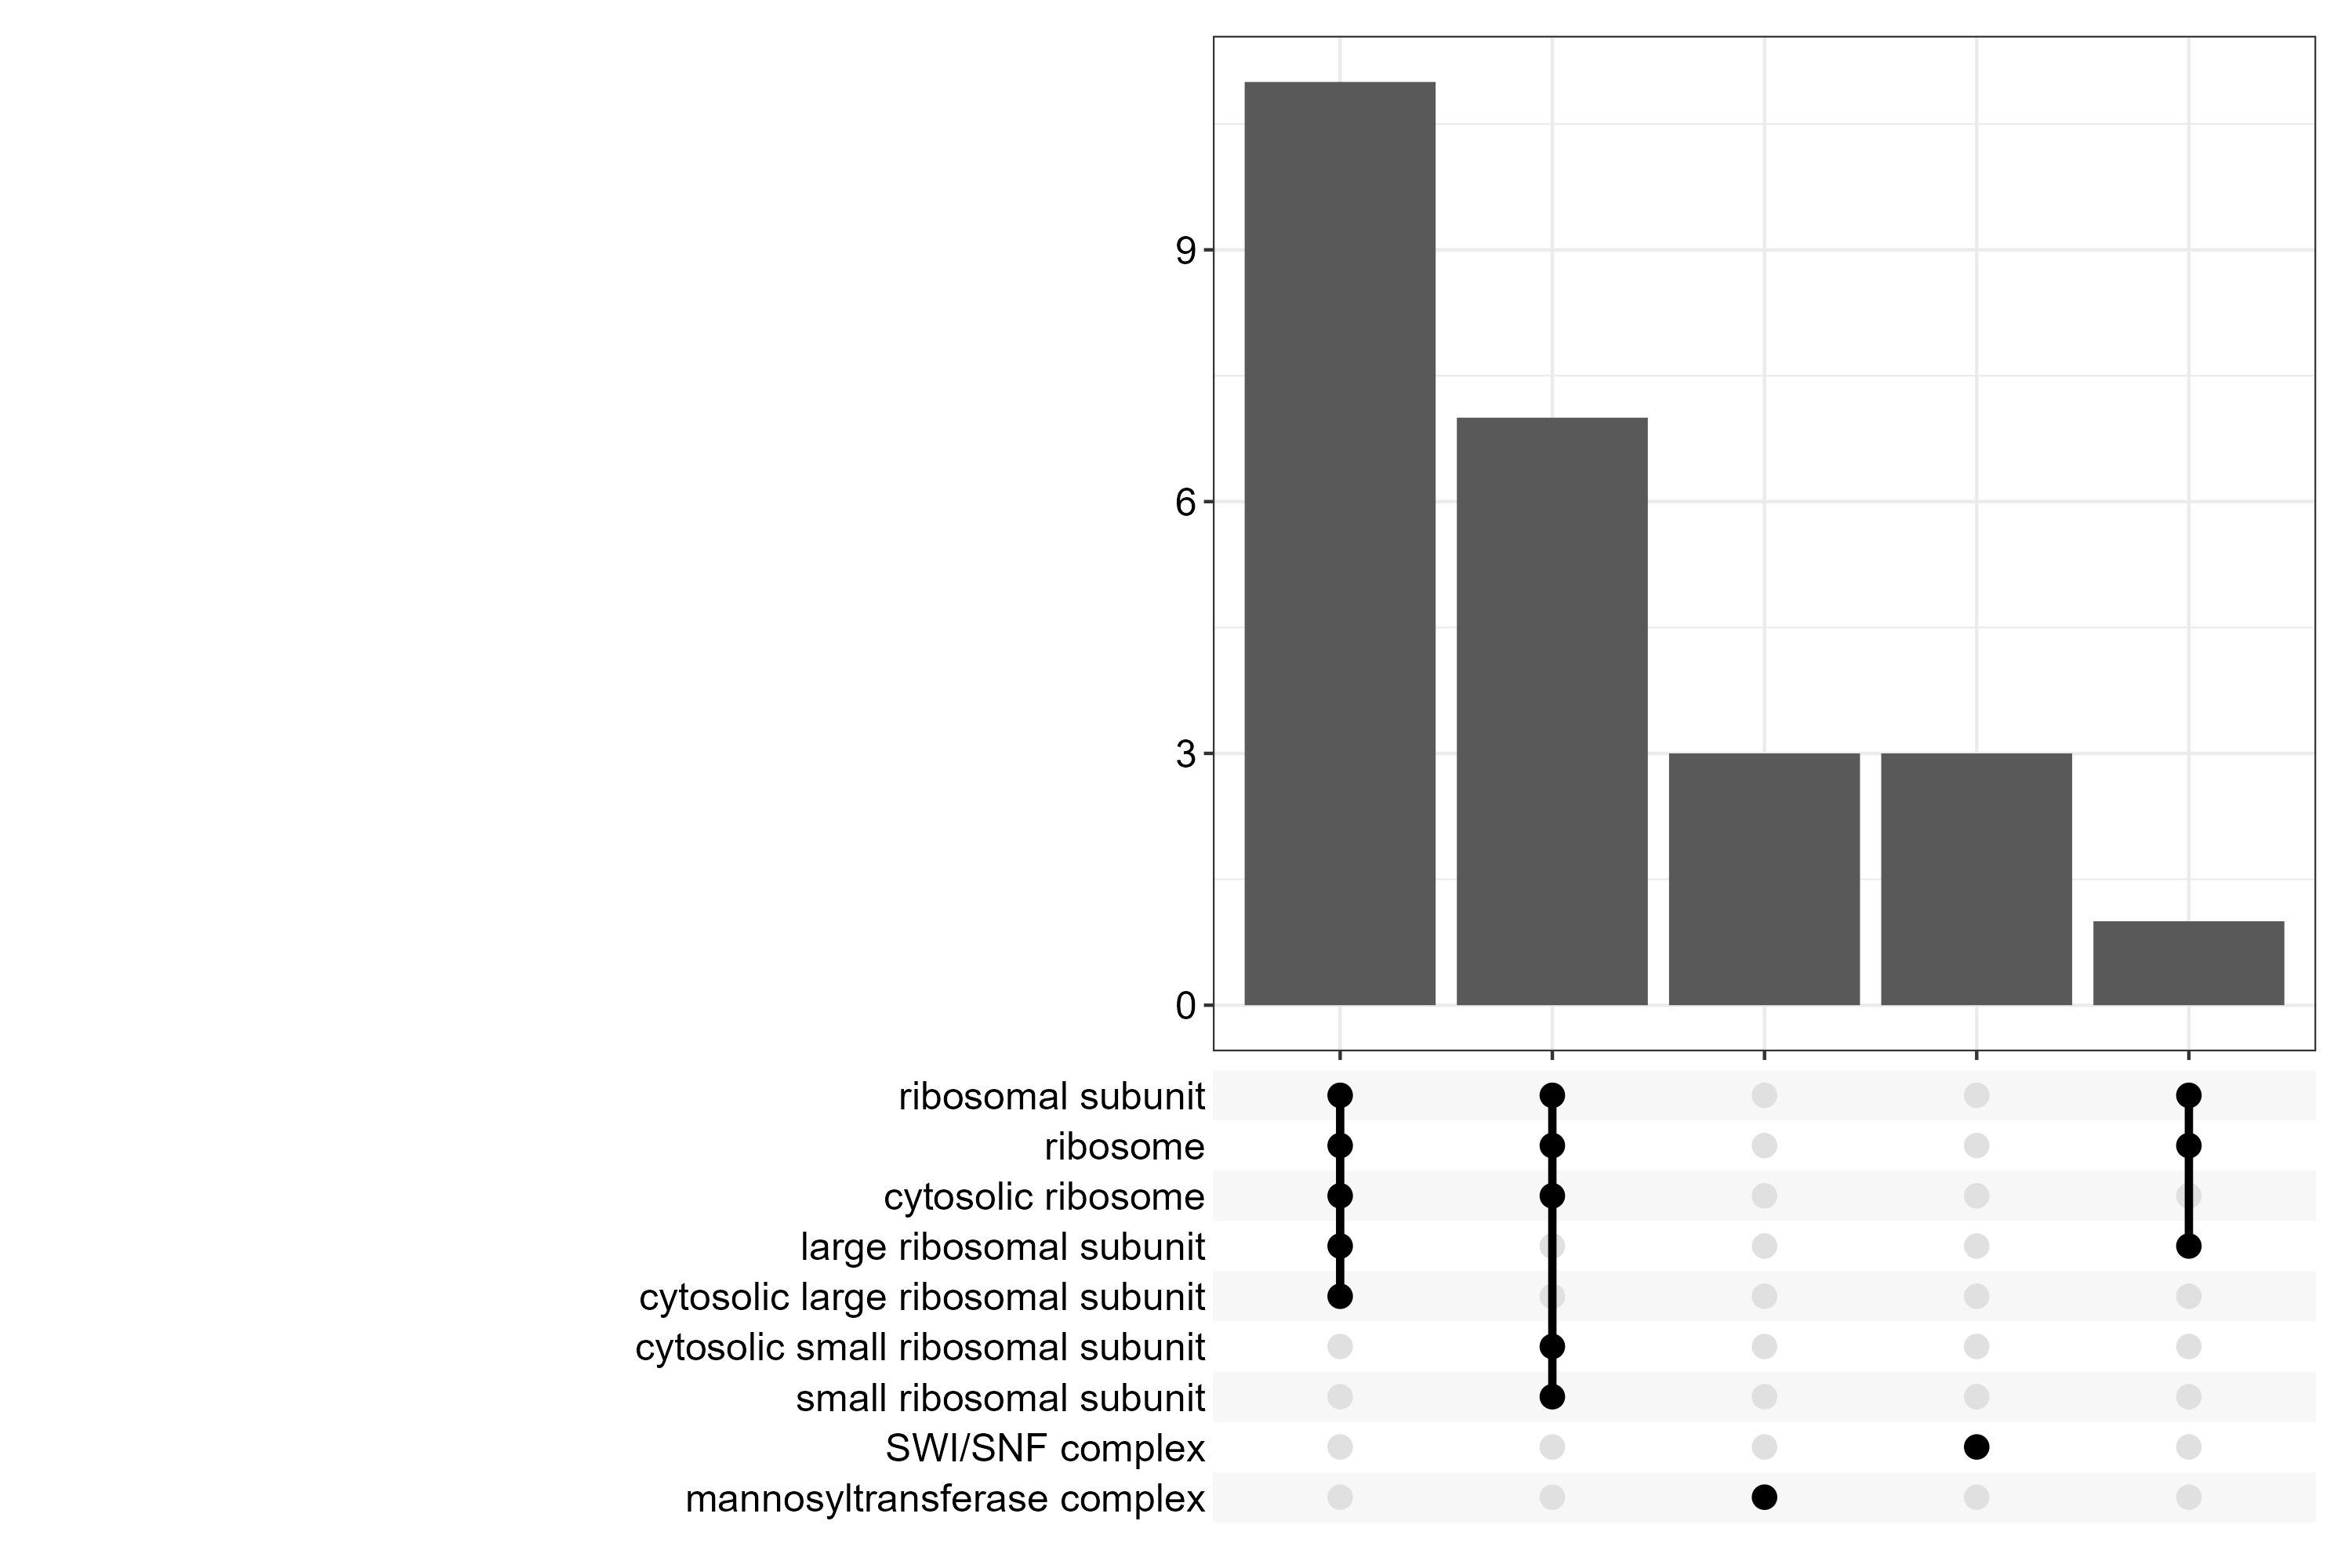 9
6
3
0
ribosomal subunit
ribosome
cytosolic ribosome
large ribosomal subunit
cytosolic large ribosomal subunit
cytosolic small ribosomal subunit
small ribosomal subunit
SWI/SNF complex
mannosyltransferase complex